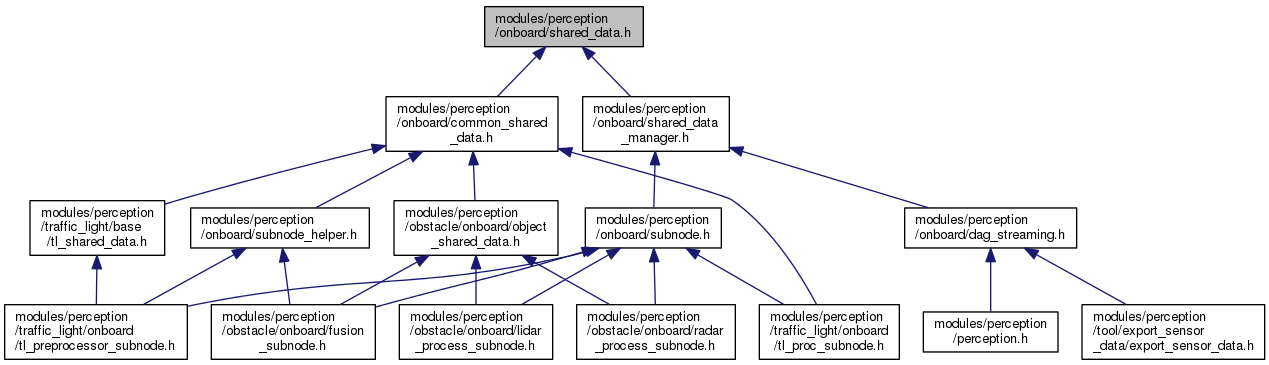 modules/perception
/onboard/shared_data.h
modules/perception
/onboard/common_shared
_data.h
modules/perception
/onboard/shared_data
_manager.h
modules/perception
/traffic_light/base
/tl_shared_data.h
modules/perception
/onboard/subnode_helper.h
modules/perception
/obstacle/onboard/object
_shared_data.h
modules/perception
/onboard/subnode.h
modules/perception
/onboard/dag_streaming.h
modules/perception
/traffic_light/onboard
/tl_preprocessor_subnode.h
modules/perception
/obstacle/onboard/fusion
_subnode.h
modules/perception
/obstacle/onboard/lidar
_process_subnode.h
modules/perception
/obstacle/onboard/radar
_process_subnode.h
modules/perception
/traffic_light/onboard
/tl_proc_subnode.h
modules/perception
/perception.h
modules/perception
/tool/export_sensor
_data/export_sensor_data.h